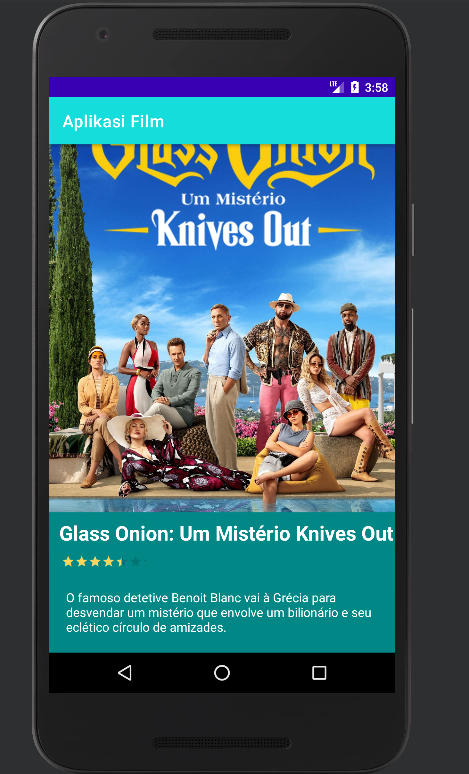 LTE 3:58
Aplikasi Film
Glass Onion
Um Mistério
Knives Out
Glass Onion: Um Mistério Knives Out
O famoso detetive Benoit Blanc vai à Grécia para
desvendar um mistério que envolve um bilionário e seu
eclético círculo de amizades.